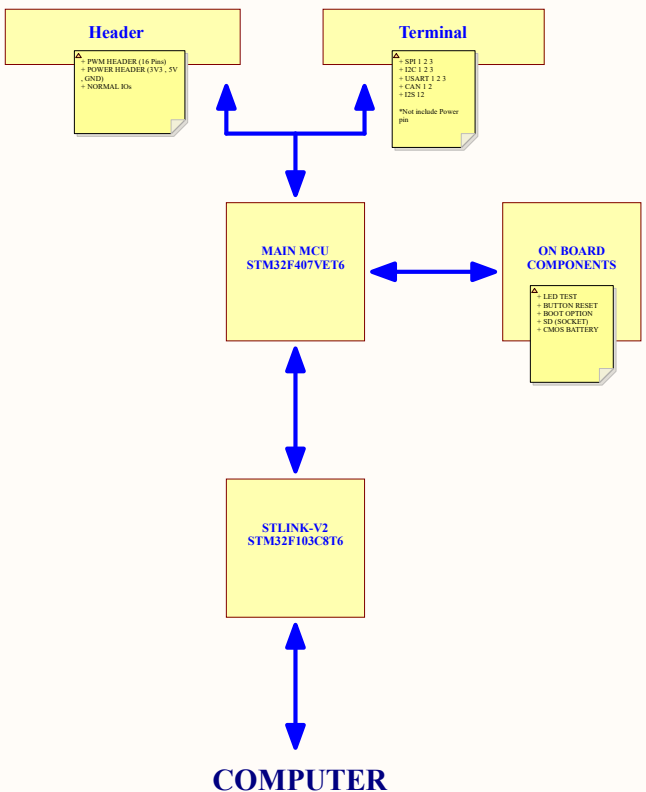 Header
+ PWM HEADER (16 Pins)
+ POWER HEADER (3V3 , 5V
, GND)
+ NORMAL IOs
Terminal
+ SPI 1 2 3
+ I2C 1 2 3
+ USART 1 2 3
+ CAN 1 2
+ I2S 12
*Not include Power
pin
MAIN MCU
STM32F407VET6
ON BOARD
COMPONENTS
+ LED TEST
+ BUTTON RESET
+ BOOT OPTION
+ SD (SOCKET)
+ CMOS BATTERY
STLINK-V2
STM32F103C8T6
COMPUTER